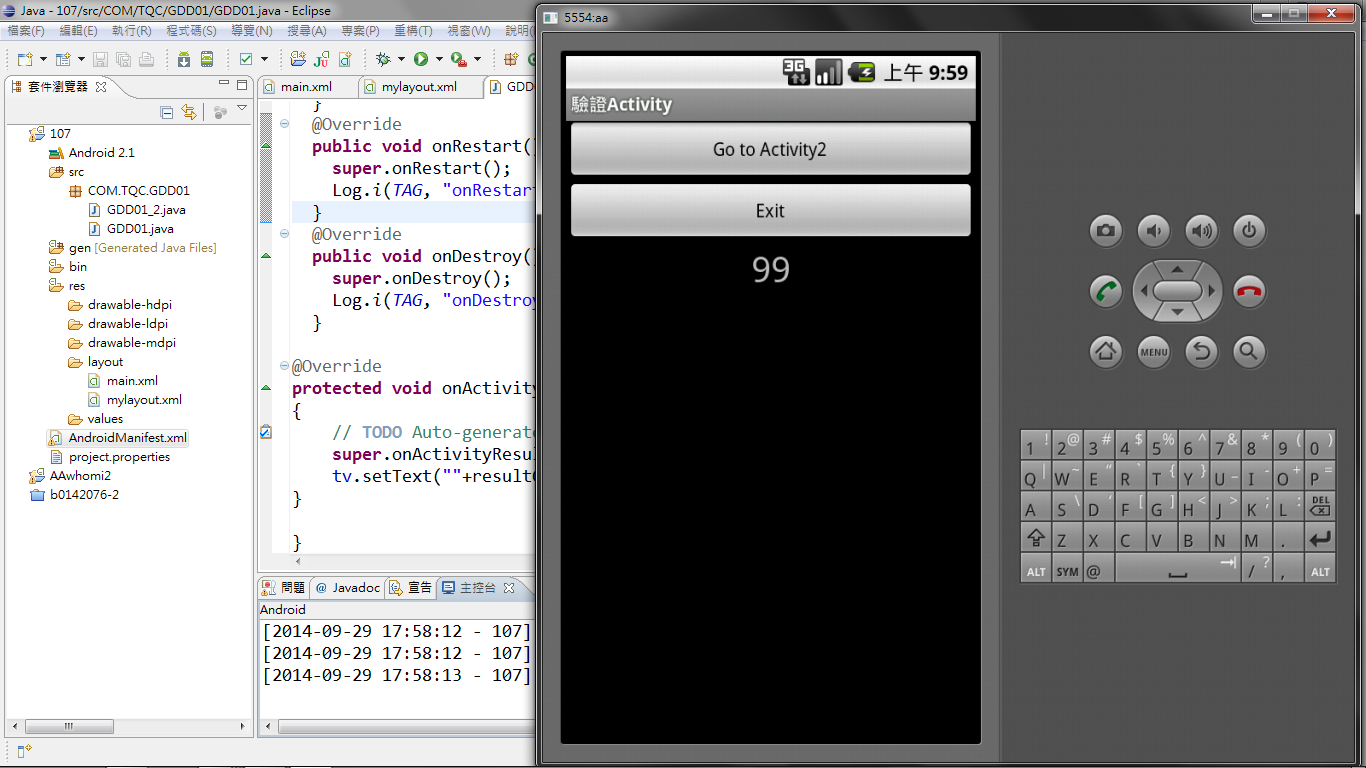 Java - 107/src/COM/TQC/GDD01/GDD01.java - Eclipse
檔案(F) 編輯(E) 執行(R) 程式碼(S) 導覽(N) 搜尋(A) 專案(P) 重構(T) 視窗(W) 說明(
套件瀏覽器
107
Android 2.1
src
COM.TQC.GDD01
GDD01_2.java
GDD01.java
gen [Generated Java Files]
bin
res
drawable-hdpi
drawable-ldpi
drawable-mdpi
layout
main.xml
mylayout.xml
values
AndroidManifest.xml
project.properties
AAwhomi2
b0142076-2
main.xml mylayout.xml GDD
}
@Override
public void onRestart()
super.onRestart();
Log.i(TAG, "onRestart
}
@Override
public void onDestroy()
super.onDestroy();
Log.i(TAG, "onDestroy
}
@Override
protected void onActivity
{
// TODO Auto-generate
super.onActivityResul
tv.setText(""+result
}
}
問題 @ Javadoc 宣告 主控台
Android
[2014-09-29 17:58:12 - 107]
[2014-09-29 17:58:12 - 107]
[2014-09-29 17:58:13 - 107]
5554:aa
3G 上午 9:59
驗證Activity
Go to Activity2
Exit
99
MENU
1 ! 2 @ 3 # 4 $ 5 % 6 ^ 7 & 8 * 9 ( 0 )
Q | W ~ E “ R ` T { Y } U _ I - O + P =
A S \ D ' F [ G ] H < J > K ; L : DEL
Z X C V B N M .
ALT SYM @ / ? , ALT